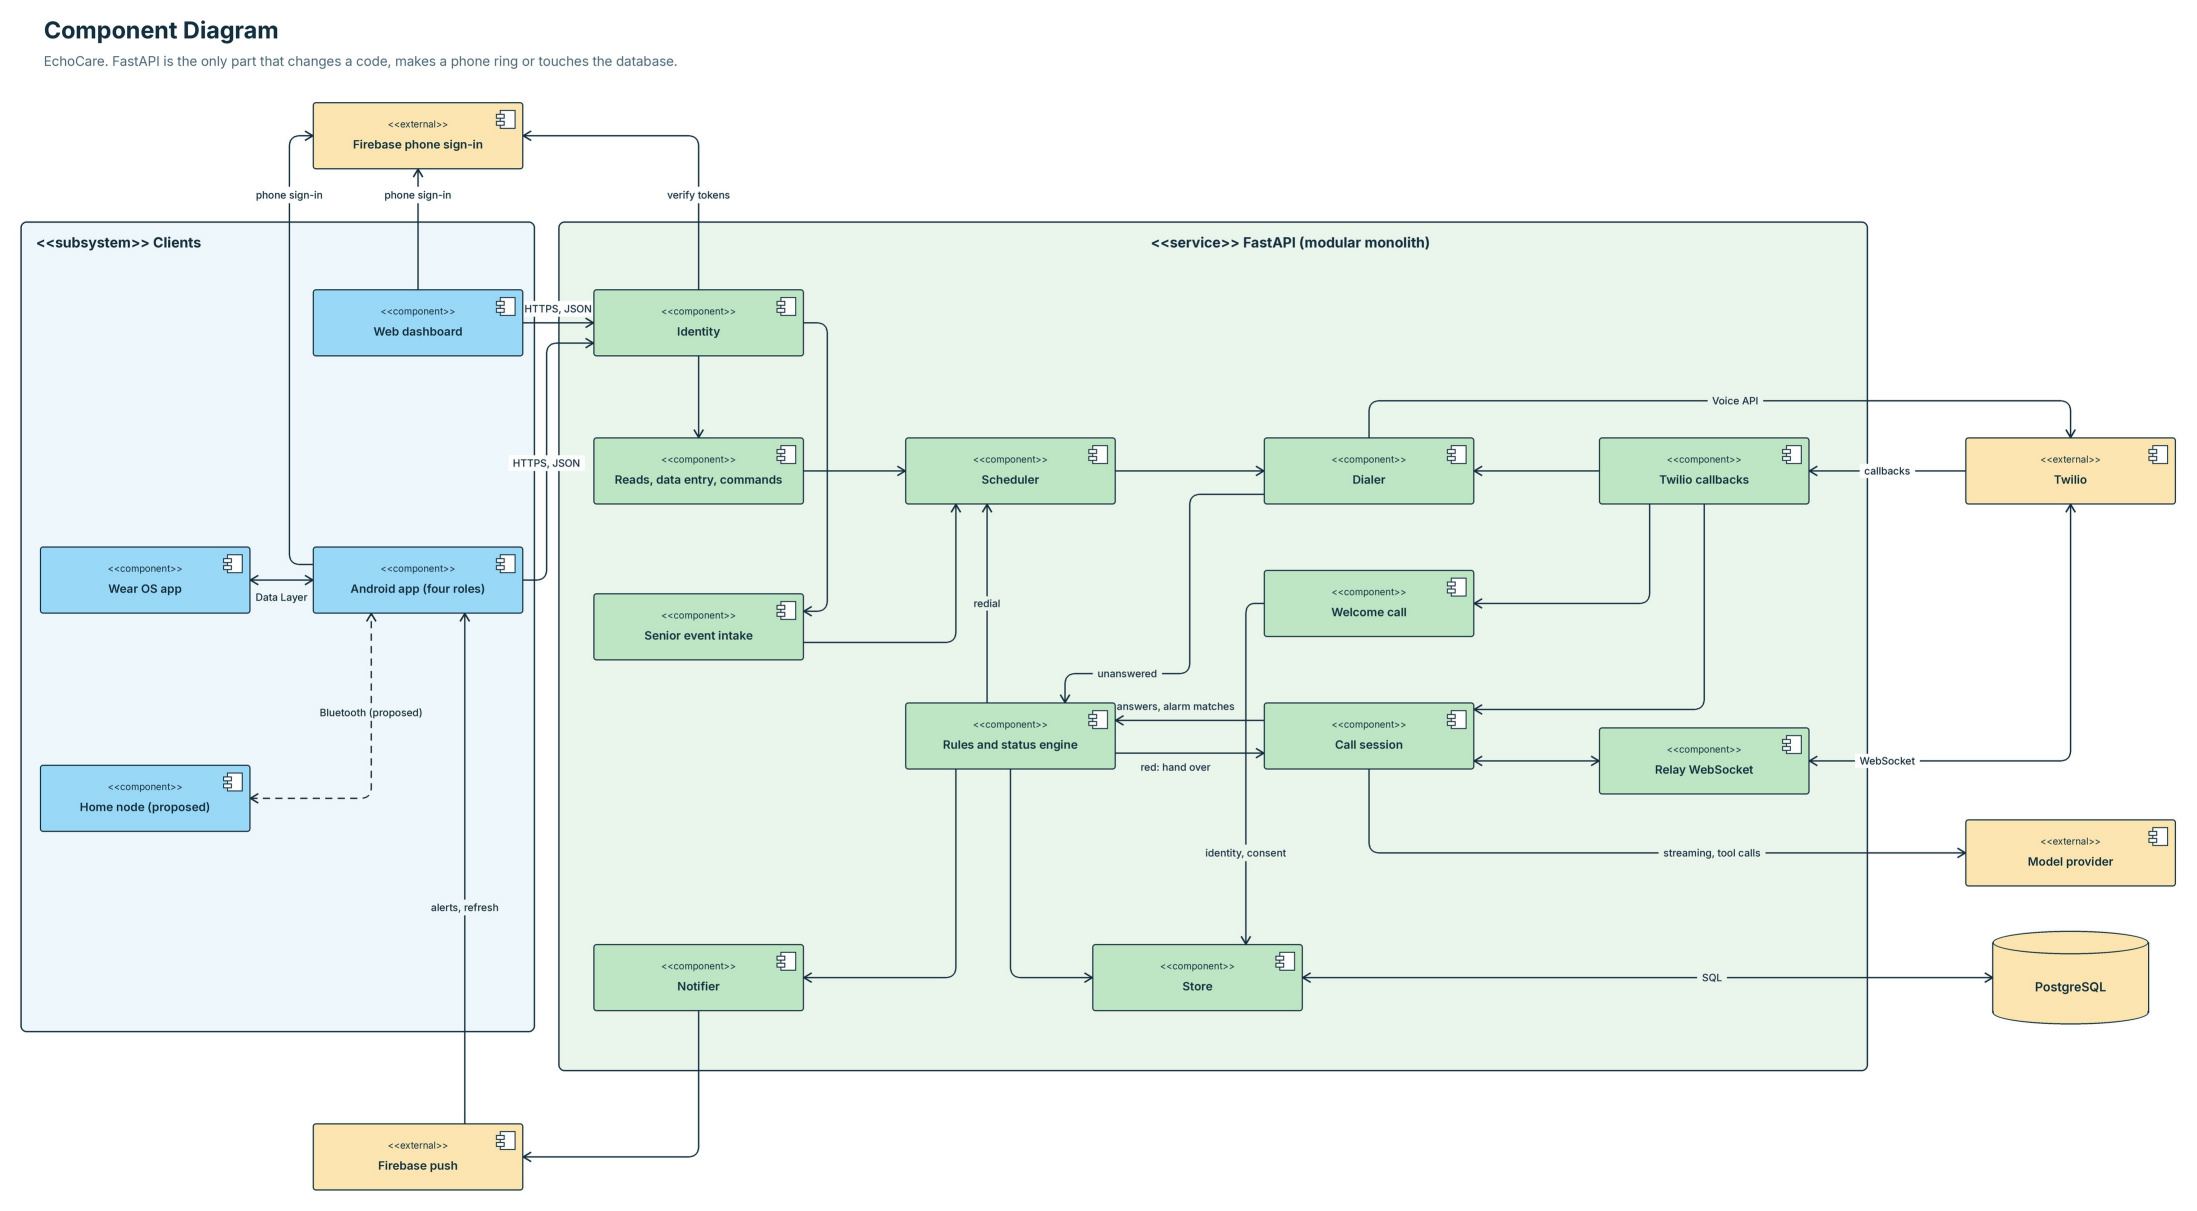 Component Diagram
EchoCare. FastAPI is the only part that changes a code, makes a phone ring or touches the database.
<<external>>
Firebase phone sign-in
phone sign-in
phone sign-in
verify tokens
<<subsystem>> Clients
<<service>> FastAPI (modular monolith)
<<component>>
Web dashboard
HTTPS, JSON
<<component>>
Identity
Voice API
HTTPS, JSON
<<component>>
Reads, data entry, commands
<<component>>
Scheduler
<<component>>
Dialer
<<component>>
Twilio callbacks
callbacks
<<external>>
Twilio
<<component>>
Wear OS app
Data Layer
<<component>>
Android app (four roles)
<<component>>
Senior event intake
redial
<<component>>
Welcome call
unanswered
Bluetooth (proposed)
<<component>>
Rules and status engine
answers, alarm matches
red: hand over
<<component>>
Call session
<<component>>
Relay WebSocket
WebSocket
<<component>>
Home node (proposed)
identity, consent
streaming, tool calls
<<external>>
Model provider
alerts, refresh
<<component>>
Notifier
<<component>>
Store
SQL
PostgreSQL
<<external>>
Firebase push